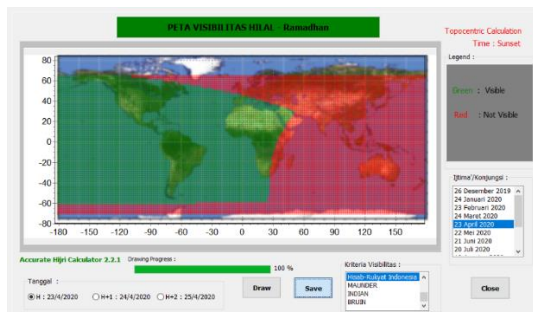 PETA VISIBILITAS HILAL - Ramadhan
Topocentric Calculation
Time : Sunset
Legend :
Green : Visible
Red : Not Visible
80
60
40
20
0
-20
-40
-60
-80
-180 -150 -120 -90 -60 -30 0 30 60 90 120 150
Ijtima'/Konjungsi :
26 Desember 2019
24 Januari 2020
23 Februari 2020
24 Maret 2020
23 April 2020
22 Mei 2020
21 Juni 2020
20 Juli 2020
Accurate Hijri Calculator 2.2.1 Drawing Progress :
100 %
Tanggal :
H : 23/4/2020 H+1 : 24/4/2020 H+2 : 25/4/2020
Draw Save
Kriteria Visibilitas :
Hisab-Rukyat Indonesia
MAUNDER
INDIAN
BRUIN
Close